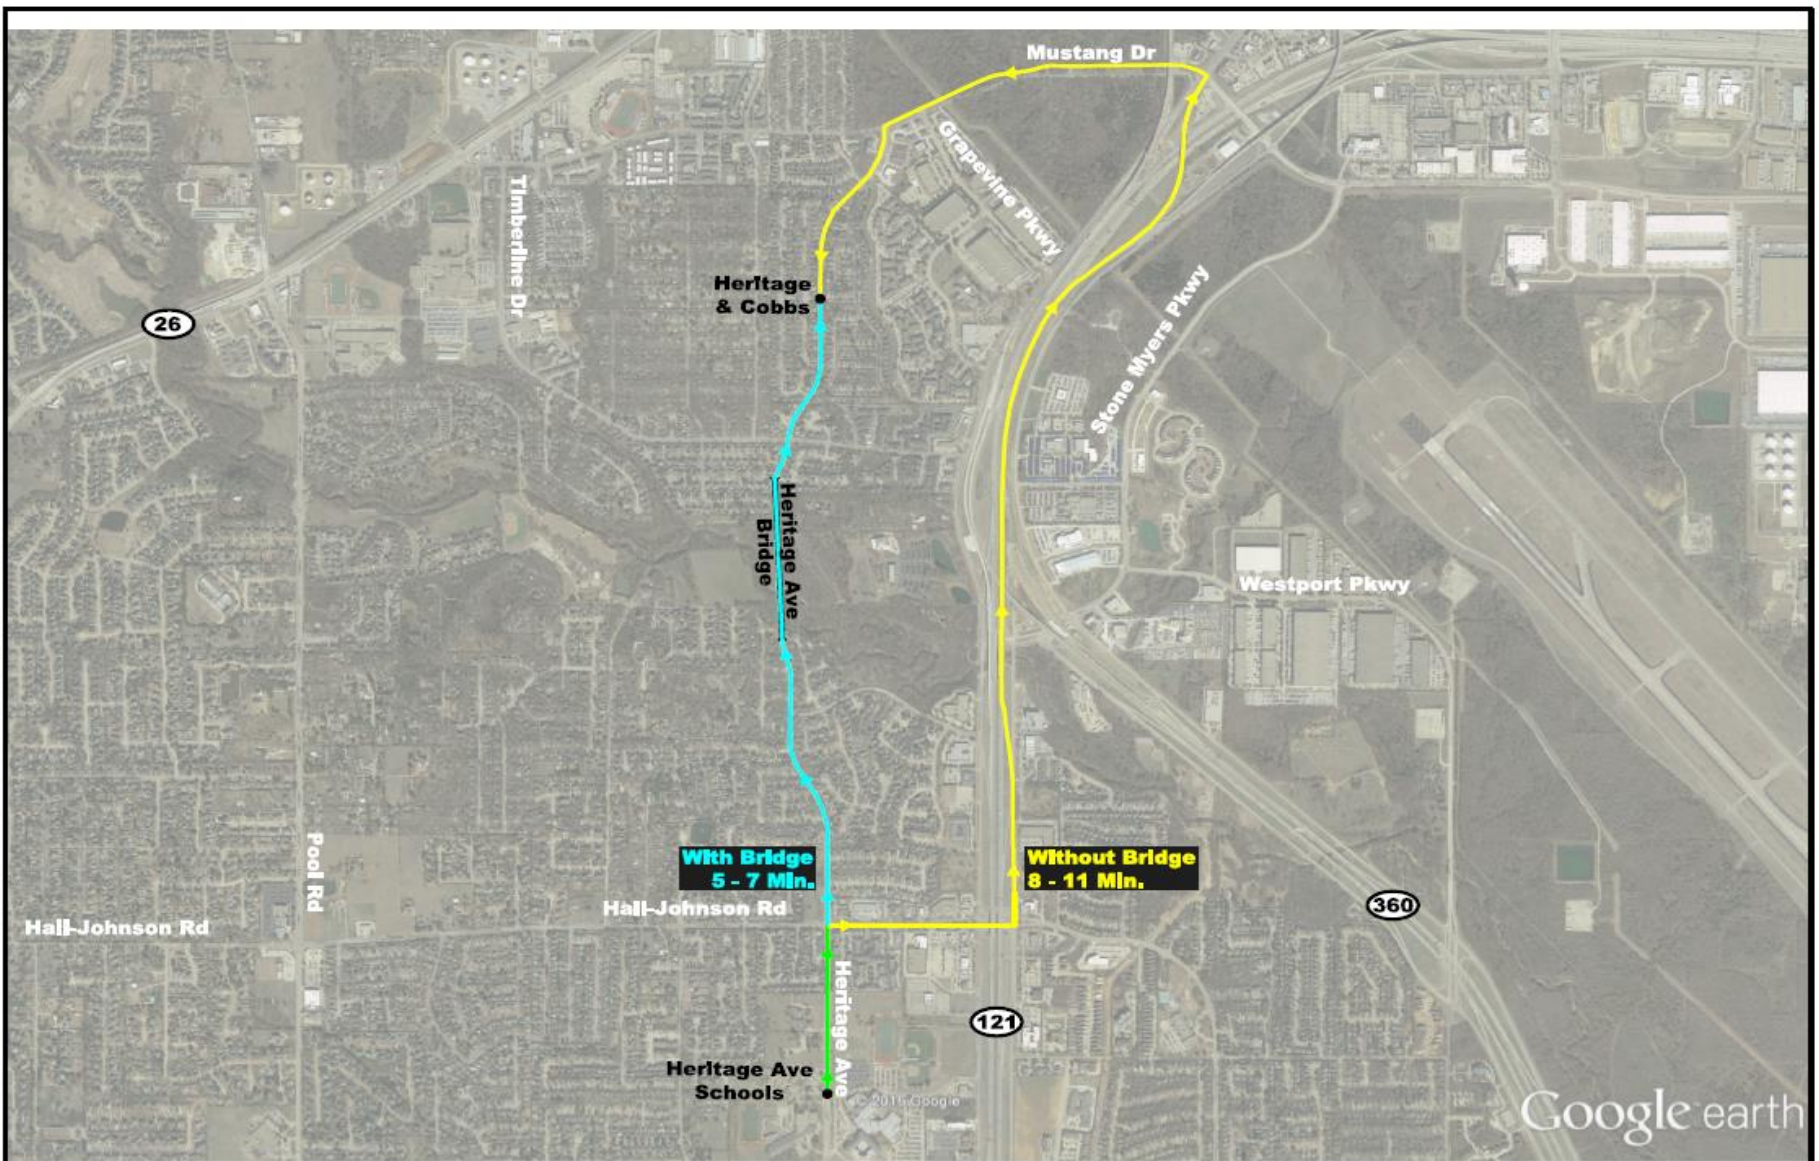 Mustang Dr
Grapevine Pkwy
Timberline Dr
Heritage
& Cobbs
26
Stone Myers Pkwy
Heritage Ave
Bridge
Westport Pkwy
Pool Rd
With Bridge
5 - 7 Min.
Without Bridge
8 - 11 Min.
Hall-Johnson Rd
Hall-Johnson Rd
360
Heritage Ave
121
Heritage Ave
Schools
© 2016 Google
Google earth